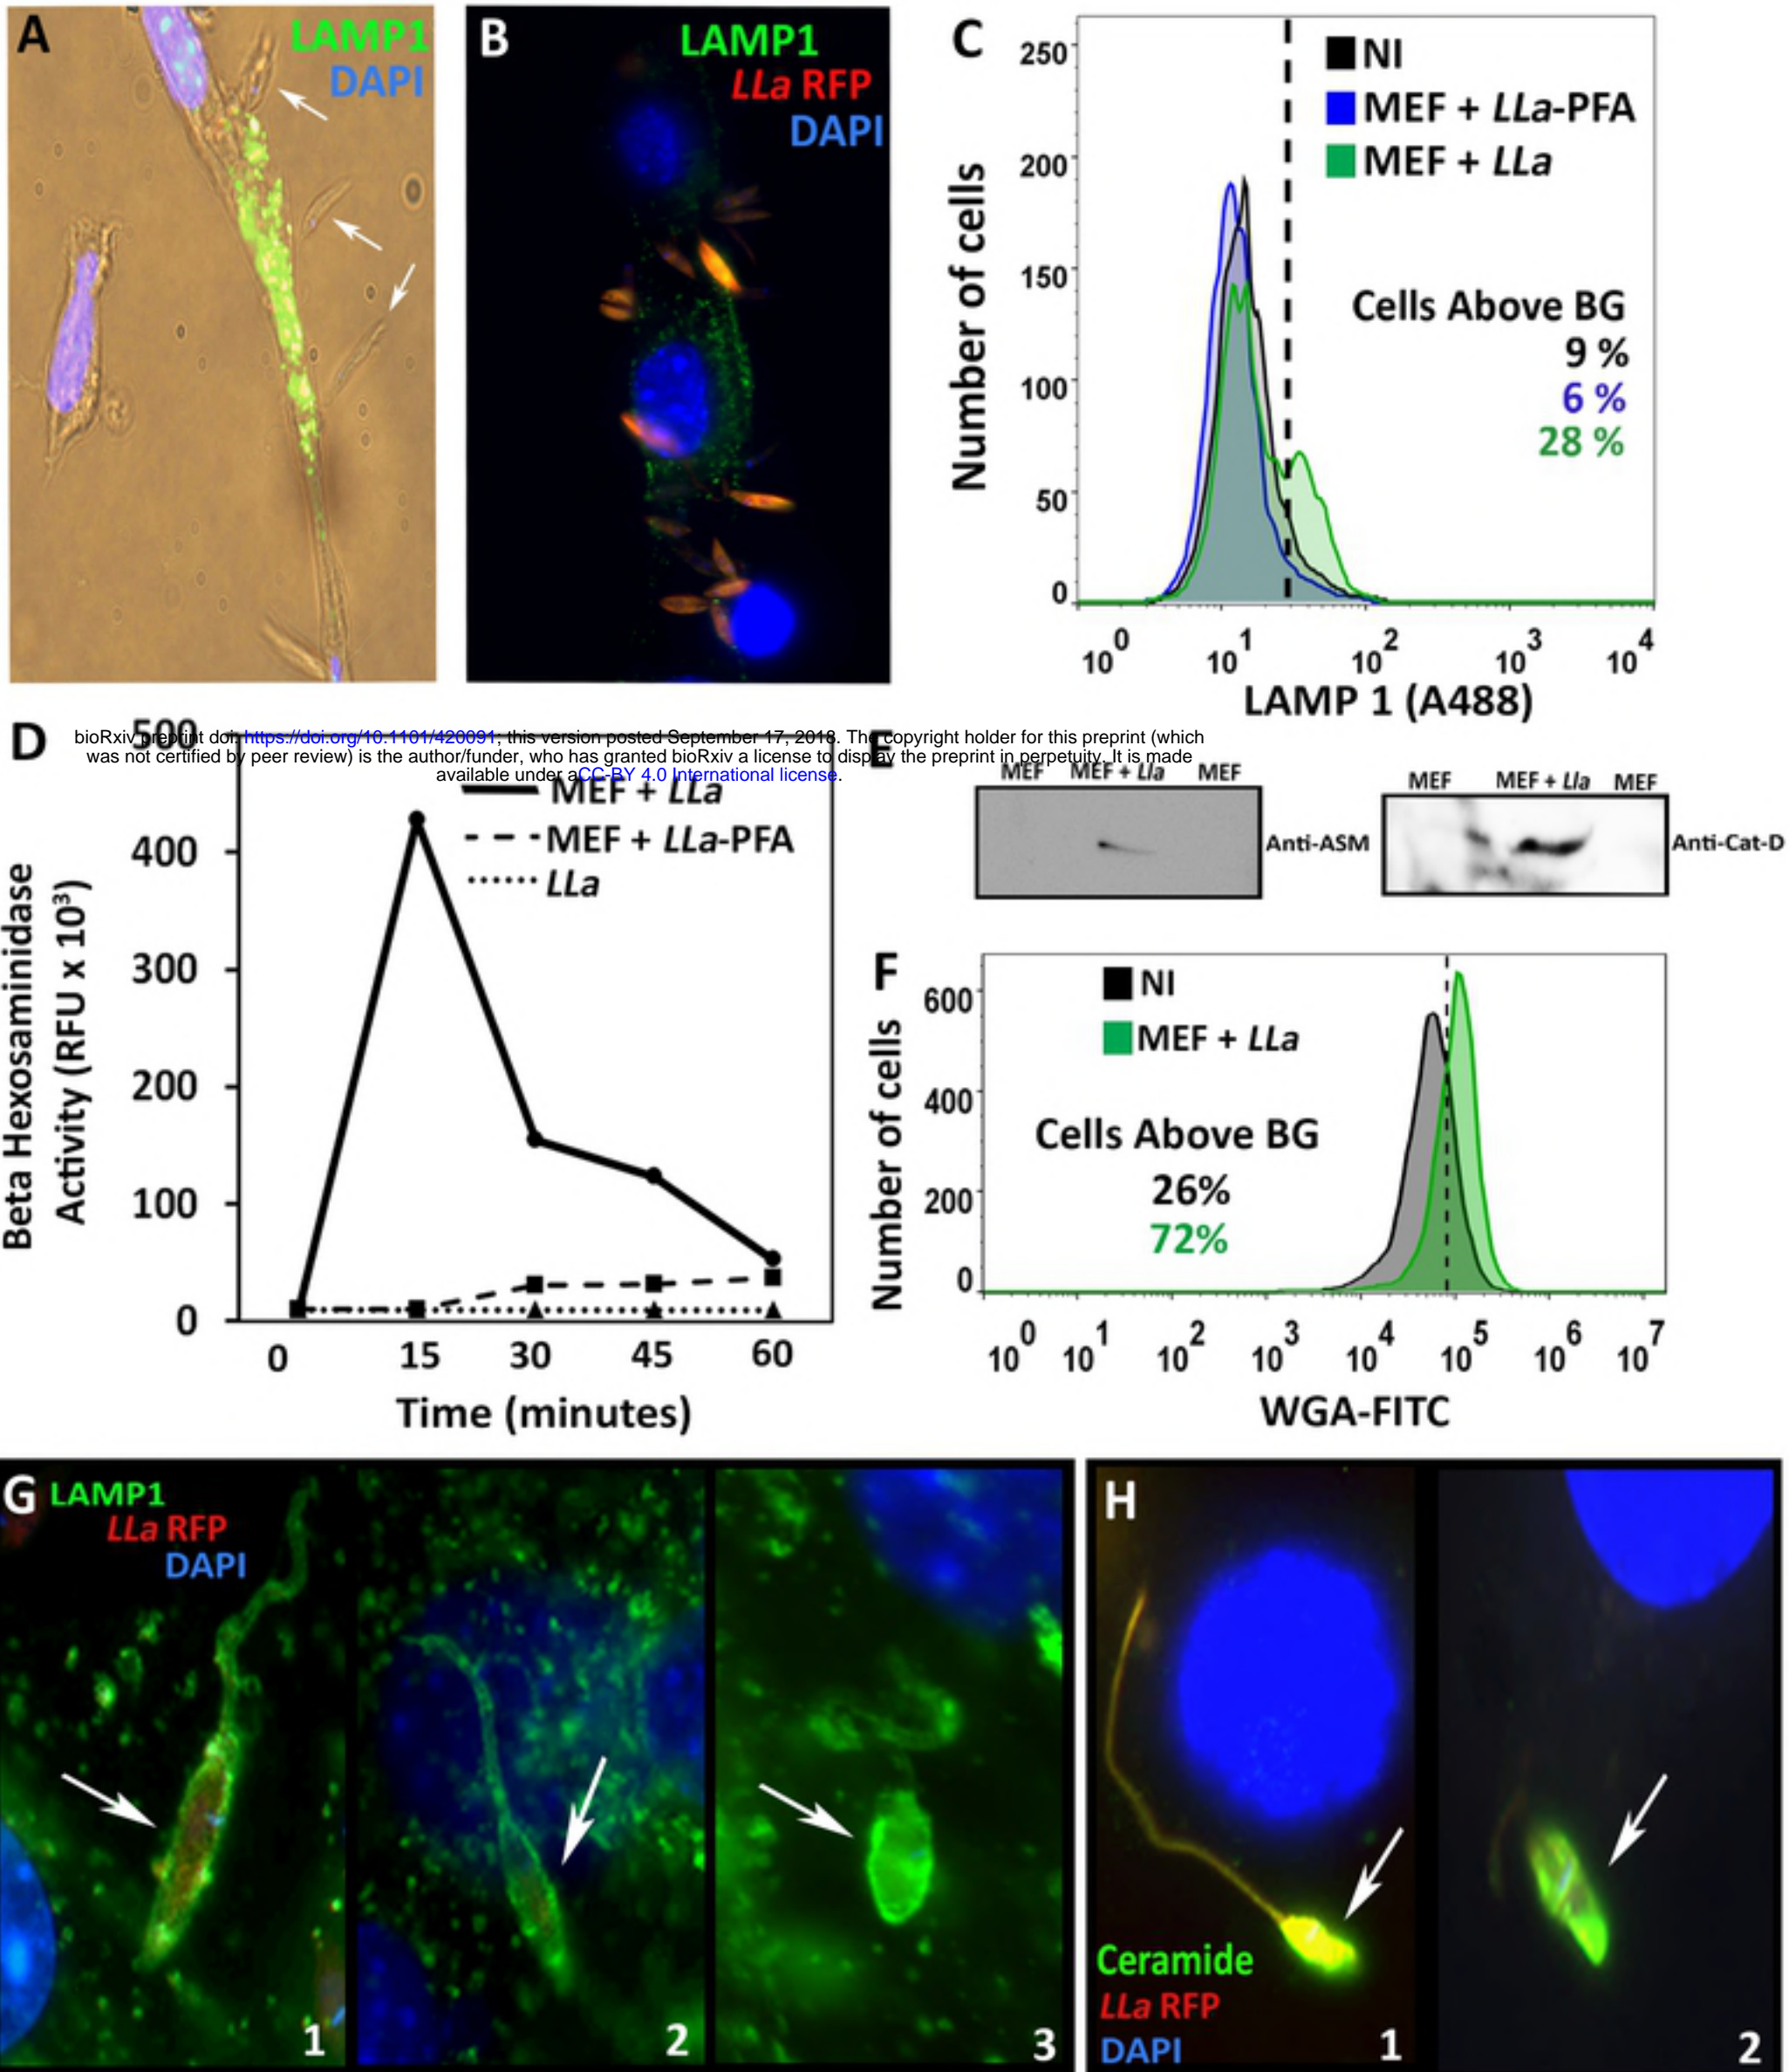 A
LAMP1
DAPI
B
LAMP1
LLa RFP
DAPI
C
NI
MEF + LLa-PFA
MEF + LLa
Cells Above BG
9 %
6 %
28 %
250
200
150
100
50
0
Number of cells
10^0 10^1 10^2 10^3 10^4
LAMP 1 (A488)
bioRxiv preprint doi: https://doi.org/10.1101/420091; this version posted September 17, 2018. The copyright holder for this preprint (which
was not certified by peer review) is the author/funder, who has granted bioRxiv a license to display the preprint in perpetuity. It is made
available under aCC-BY 4.0 International license.
D
500
400
300
200
100
0
Beta Hexosaminidase
Activity (RFU x 10³)
MEF + LLa
MEF + LLa-PFA
LLa
0 15 30 45 60
Time (minutes)
E
MEF MEF + Lla MEF
Anti-ASM
MEF MEF + Lla MEF
Anti-Cat-D
F
NI
MEF + LLa
Cells Above BG
26%
72%
600
400
200
0
Number of cells
10^0 10^1 10^2 10^3 10^4 10^5 10^6 10^7
WGA-FITC
G
LAMP1
LLa RFP
DAPI
1
2
3
H
Ceramide
LLa RFP
DAPI
1
2